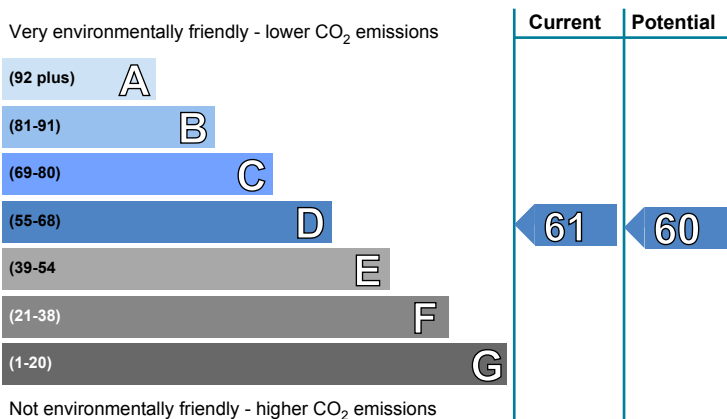 Current Potential
Very environmentally friendly - lower CO2 emissions
(92 plus) A
(81-91) B
(69-80) C
(55-68) D 61 60
(39-54 E
(21-38) F
(1-20) G
Not environmentally friendly - higher CO2 emissions